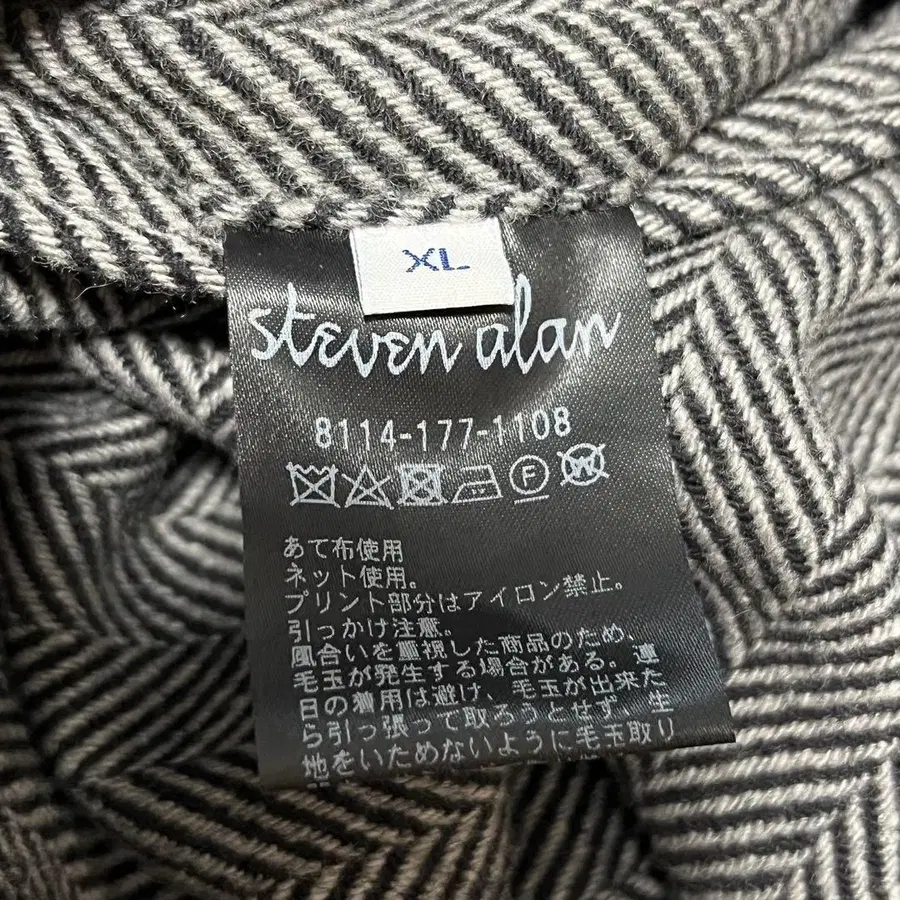 XL
steven alan
8114-177-1108
あて布使用
ネット使用。
プリント部分はアイロン禁止。
引っかけ注意。
風合いを重視した商品のため、
毛玉が発生する場合がある。連
日の着用は避け、毛玉が出来た
ら引っ張って取ろうとせず、生
地をいためないように毛玉取り